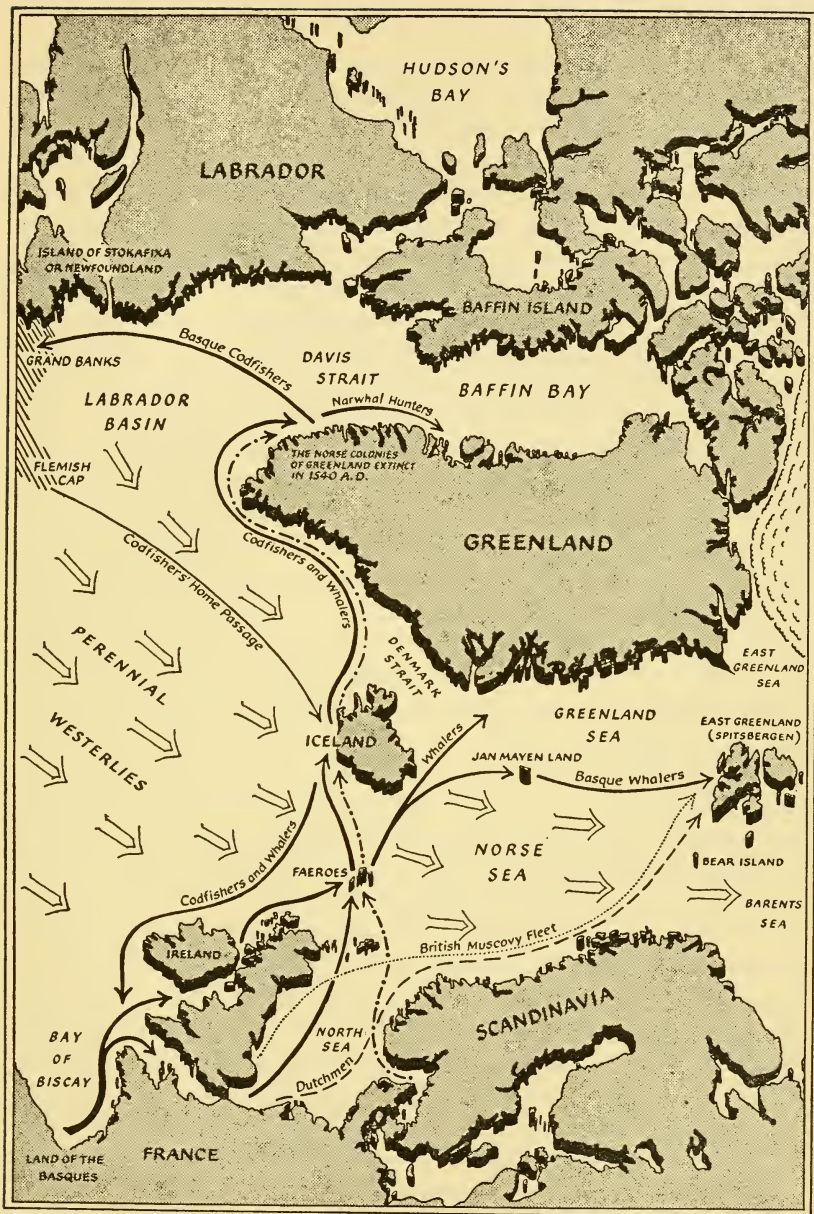 HUDSON'S
BAY
LABRADOR
ISLAND OF STOKAFIXA
OR NEWFOUNDLAND
BAFFIN ISLAND
GRAND BANKS
Basque Codfishers
DAVIS
STRAIT
BAFFIN BAY
LABRADOR
BASIN
Narwhal Hunters
FLEMISH
CAP
THE NORSE COLONIES
OF GREENLAND EXTINCT
IN 1540 A.D.
GREENLAND
Codfishers and Whalers
Codfishers' Home Passage
PERENNIAL
WESTERLIES
DENMARK
STRAIT
EAST
GREENLAND
SEA
GREENLAND
SEA
EAST GREENLAND
(SPITSBERGEN)
ICELAND
Whalers
JAN MAYEN LAND
Basque Whalers
NORSE
SEA
BEAR ISLAND
BARENTS
SEA
Codfishers and Whalers
FAEROES
IRELAND
British Muscovy Fleet
SCANDINAVIA
BAY
OF
BISCAY
NORTH
SEA
Dutchmen
LAND OF THE
BASQUES
FRANCE